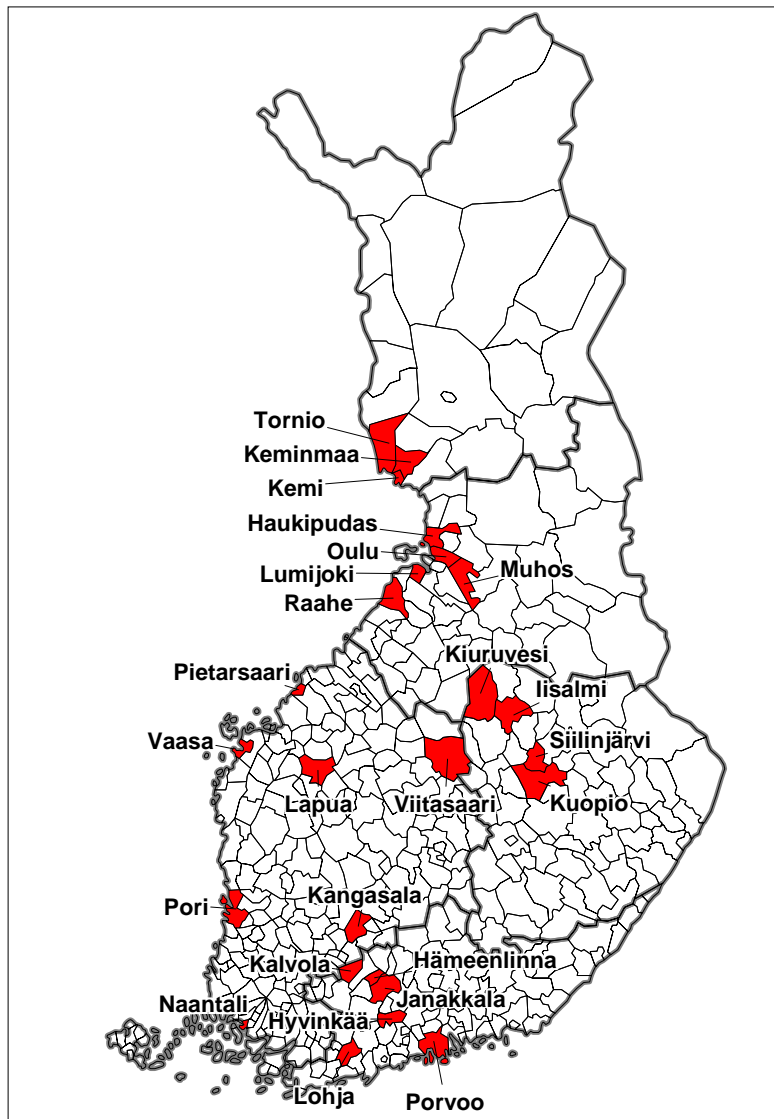 Tornio
Keminmaa
Kemi
Haukipudas
Oulu
Muhos
Lumijoki
Raahe
Kiuruvesi
Pietarsaari
Iisalmi
Vaasa
Siilinjärvi
Lapua
Viitasaari
Kuopio
Kangasala
Pori
Kalvola
Hämeenlinna
Janakkala
Naantali
Hyvinkää
Lohja
Porvoo